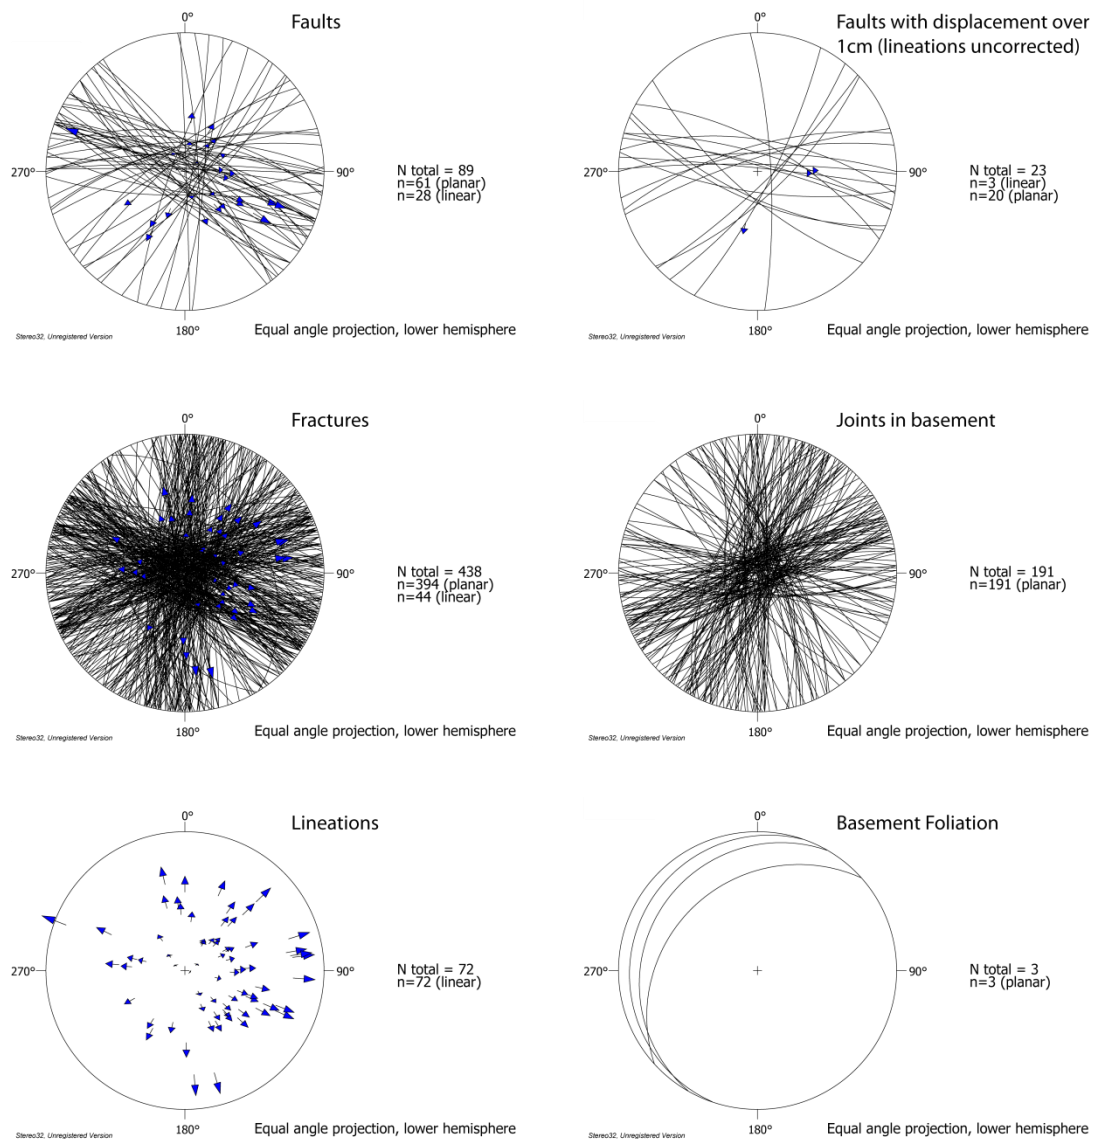 Faults
0°
270°
90°
180°
N total = 89
n=61 (planar)
n=28 (linear)
Stereo32, Unregistered Version
Equal angle projection, lower hemisphere
Faults with displacement over
1cm (lineations uncorrected)
0°
270°
90°
180°
N total = 23
n=3 (linear)
n=20 (planar)
Stereo32, Unregistered Version
Equal angle projection, lower hemisphere
Fractures
0°
270°
90°
180°
N total = 438
n=394 (planar)
n=44 (linear)
Stereo32, Unregistered Version
Equal angle projection, lower hemisphere
Joints in basement
0°
270°
90°
180°
N total = 191
n=191 (planar)
Stereo32, Unregistered Version
Equal angle projection, lower hemisphere
Lineations
0°
270°
90°
180°
N total = 72
n=72 (linear)
Stereo32, Unregistered Version
Equal angle projection, lower hemisphere
Basement Foliation
0°
270°
90°
180°
N total = 3
n=3 (planar)
Stereo32, Unregistered Version
Equal angle projection, lower hemisphere